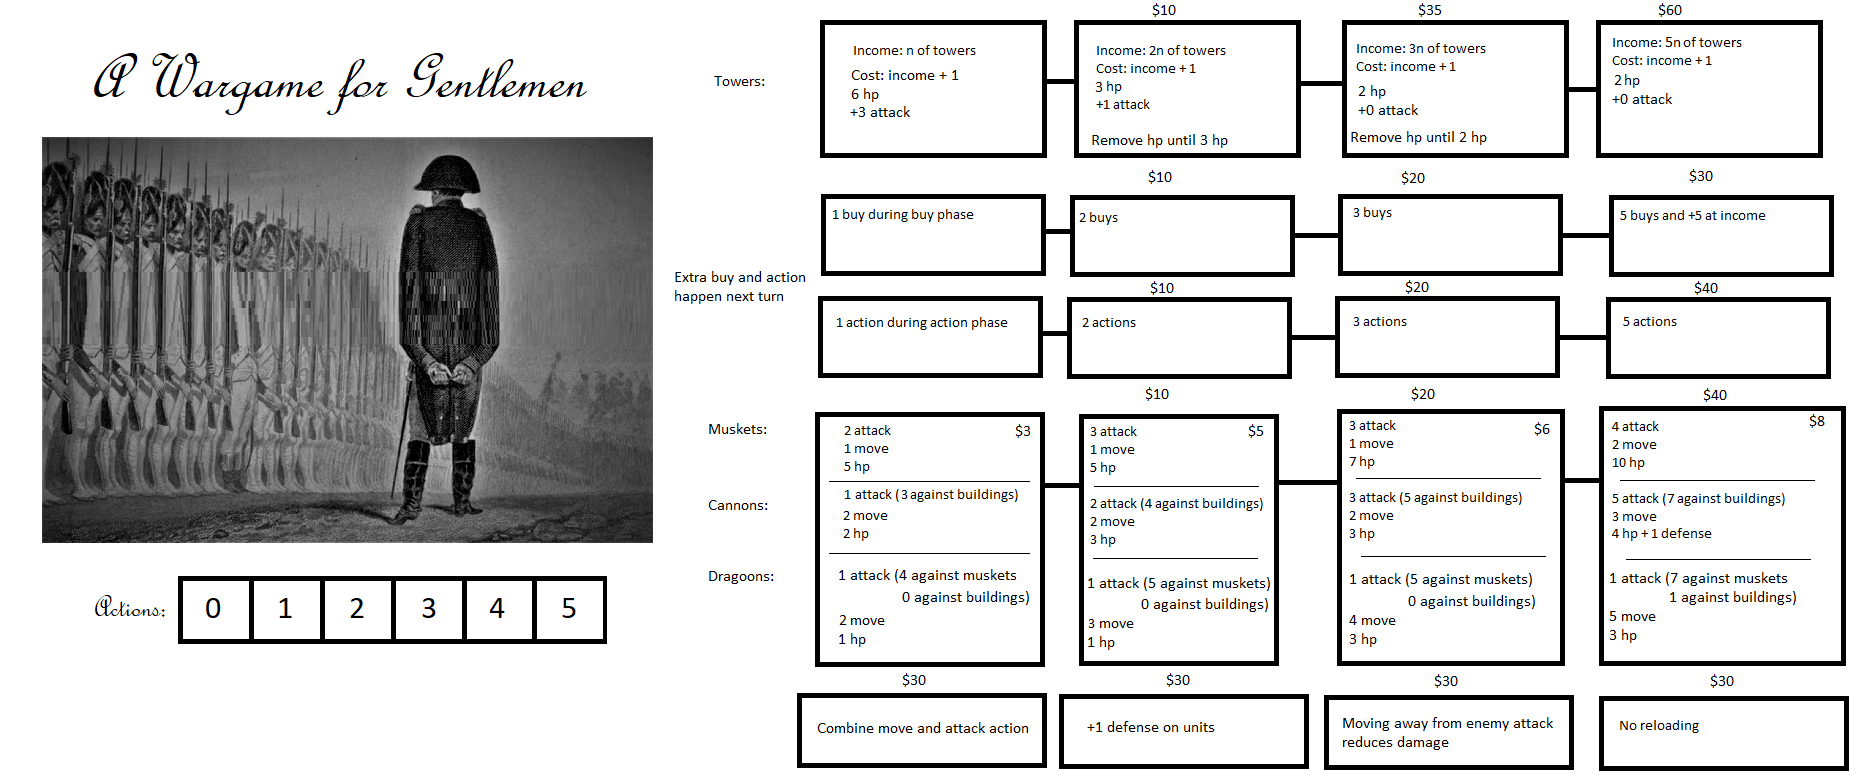 A Wargame for Gentlemen
Actions:
0 1 2 3 4 5
Towers:
Income: n of towers
Cost: income + 1
6 hp
+3 attack
$10
Income: 2n of towers
Cost: income + 1
3 hp
+1 attack
Remove hp until 3 hp
$35
Income: 3n of towers
Cost: income + 1
2 hp
+0 attack
Remove hp until 2 hp
$60
Income: 5n of towers
Cost: income + 1
2 hp
+0 attack
Extra buy and action
happen next turn
1 buy during buy phase
$10
2 buys
$20
3 buys
$30
5 buys and +5 at income
1 action during action phase
$10
2 actions
$20
3 actions
$40
5 actions
Muskets:
Cannons:
Dragoons:
2 attack $3
1 move
5 hp
1 attack (3 against buildings)
2 move
2 hp
1 attack (4 against muskets
0 against buildings)
2 move
1 hp
$10
3 attack $5
1 move
5 hp
2 attack (4 against buildings)
2 move
3 hp
1 attack (5 against muskets)
0 against buildings)
3 move
1 hp
$20
3 attack $6
1 move
7 hp
3 attack (5 against buildings)
2 move
3 hp
1 attack (5 against muskets)
0 against buildings)
4 move
3 hp
$40
4 attack $8
2 move
10 hp
5 attack (7 against buildings)
3 move
4 hp + 1 defense
1 attack (7 against muskets
1 against buildings)
5 move
3 hp
$30
Combine move and attack action
$30
+1 defense on units
$30
Moving away from enemy attack
reduces damage
$30
No reloading